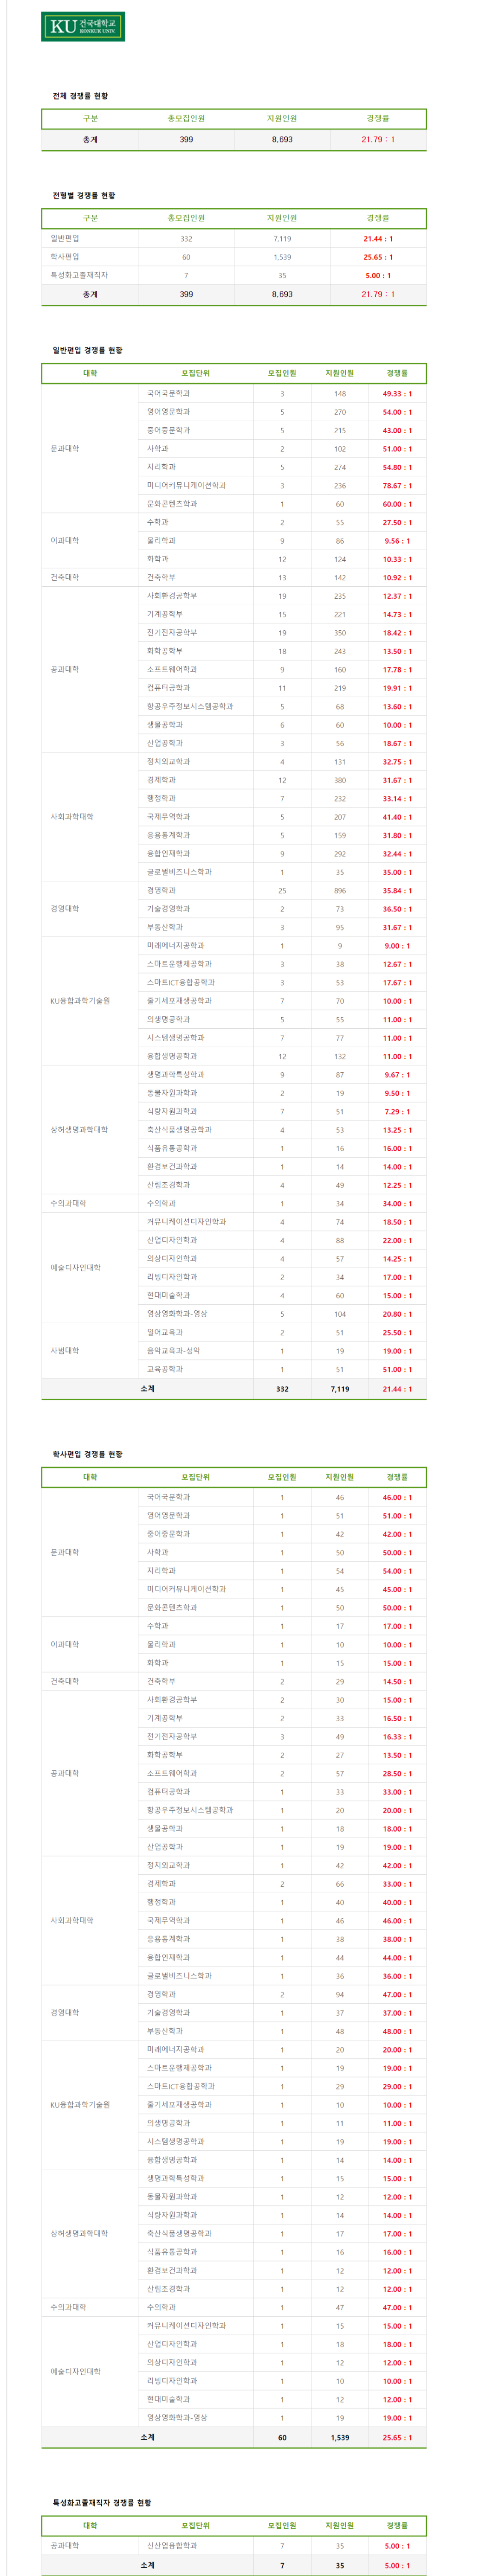 KU 건국대학교
KONKUK UNIV.
전체 경쟁률 현황
구분 총모집인원 지원인원 경쟁률
총계 399 8,693 21.79 : 1
전형별 경쟁률 현황
구분 총모집인원 지원인원 경쟁률
일반편입 332 7,119 21.44 : 1
학사편입 60 1,539 25.65 : 1
특성화고졸재직자 7 35 5.00 : 1
총계 399 8,693 21.79 : 1
일반편입 경쟁률 현황
대학 모집단위 모집인원 지원인원 경쟁률
문과대학 국어국문학과 3 148 49.33 : 1
영어영문학과 5 270 54.00 : 1
중어중문학과 5 215 43.00 : 1
사학과 2 102 51.00 : 1
지리학과 5 274 54.80 : 1
미디어커뮤니케이션학과 3 236 78.67 : 1
문화콘텐츠학과 1 60 60.00 : 1
이과대학 수학과 2 55 27.50 : 1
물리학과 9 86 9.56 : 1
화학과 12 124 10.33 : 1
건축대학 건축학부 13 142 10.92 : 1
공과대학 사회환경공학부 19 235 12.37 : 1
기계공학부 15 221 14.73 : 1
전기전자공학부 19 350 18.42 : 1
화학공학부 18 243 13.50 : 1
소프트웨어학과 9 160 17.78 : 1
컴퓨터공학과 11 219 19.91 : 1
항공우주정보시스템공학과 5 68 13.60 : 1
생물공학과 6 60 10.00 : 1
산업공학과 3 56 18.67 : 1
사회과학대학 정치외교학과 4 131 32.75 : 1
경제학과 12 380 31.67 : 1
행정학과 7 232 33.14 : 1
국제무역학과 5 207 41.40 : 1
응용통계학과 5 159 31.80 : 1
융합인재학과 9 292 32.44 : 1
글로벌비즈니스학과 1 35 35.00 : 1
경영대학 경영학과 25 896 35.84 : 1
기술경영학과 2 73 36.50 : 1
부동산학과 3 95 31.67 : 1
KU융합과학기술원 미래에너지공학과 1 9 9.00 : 1
스마트운행체공학과 3 38 12.67 : 1
스마트ICT융합공학과 3 53 17.67 : 1
줄기세포재생공학과 7 70 10.00 : 1
의생명공학과 5 55 11.00 : 1
시스템생명공학과 7 77 11.00 : 1
융합생명공학과 12 132 11.00 : 1
상허생명과학대학 생명과학특성학과 9 87 9.67 : 1
동물자원과학과 2 19 9.50 : 1
식량자원과학과 7 51 7.29 : 1
축산식품생명공학과 4 53 13.25 : 1
식품유통공학과 1 16 16.00 : 1
환경보건과학과 1 14 14.00 : 1
산림조경학과 4 49 12.25 : 1
수의과대학 수의학과 1 34 34.00 : 1
예술디자인대학 커뮤니케이션디자인학과 4 74 18.50 : 1
산업디자인학과 4 88 22.00 : 1
의상디자인학과 4 57 14.25 : 1
리빙디자인학과 2 34 17.00 : 1
현대미술학과 4 60 15.00 : 1
영상영화학과-영상 5 104 20.80 : 1
사범대학 일어교육과 2 51 25.50 : 1
음악교육과-성악 1 19 19.00 : 1
교육공학과 1 51 51.00 : 1
소계 332 7,119 21.44 : 1
학사편입 경쟁률 현황
대학 모집단위 모집인원 지원인원 경쟁률
문과대학 국어국문학과 1 46 46.00 : 1
영어영문학과 1 51 51.00 : 1
중어중문학과 1 42 42.00 : 1
사학과 1 50 50.00 : 1
지리학과 1 54 54.00 : 1
미디어커뮤니케이션학과 1 45 45.00 : 1
문화콘텐츠학과 1 50 50.00 : 1
이과대학 수학과 1 17 17.00 : 1
물리학과 1 10 10.00 : 1
화학과 1 15 15.00 : 1
건축대학 건축학부 2 29 14.50 : 1
공과대학 사회환경공학부 2 30 15.00 : 1
기계공학부 2 33 16.50 : 1
전기전자공학부 3 49 16.33 : 1
화학공학부 2 27 13.50 : 1
소프트웨어학과 2 57 28.50 : 1
컴퓨터공학과 1 33 33.00 : 1
항공우주정보시스템공학과 1 20 20.00 : 1
생물공학과 1 18 18.00 : 1
산업공학과 1 19 19.00 : 1
사회과학대학 정치외교학과 1 42 42.00 : 1
경제학과 2 66 33.00 : 1
행정학과 1 40 40.00 : 1
국제무역학과 1 46 46.00 : 1
응용통계학과 1 38 38.00 : 1
융합인재학과 1 44 44.00 : 1
글로벌비즈니스학과 1 36 36.00 : 1
경영대학 경영학과 2 94 47.00 : 1
기술경영학과 1 37 37.00 : 1
부동산학과 1 48 48.00 : 1
KU융합과학기술원 미래에너지공학과 1 20 20.00 : 1
스마트운행체공학과 1 19 19.00 : 1
스마트ICT융합공학과 1 29 29.00 : 1
줄기세포재생공학과 1 10 10.00 : 1
의생명공학과 1 11 11.00 : 1
시스템생명공학과 1 19 19.00 : 1
융합생명공학과 1 14 14.00 : 1
상허생명과학대학 생명과학특성학과 1 15 15.00 : 1
동물자원과학과 1 12 12.00 : 1
식량자원과학과 1 14 14.00 : 1
축산식품생명공학과 1 17 17.00 : 1
식품유통공학과 1 16 16.00 : 1
환경보건과학과 1 12 12.00 : 1
산림조경학과 1 12 12.00 : 1
수의과대학 수의학과 1 47 47.00 : 1
예술디자인대학 커뮤니케이션디자인학과 1 15 15.00 : 1
산업디자인학과 1 18 18.00 : 1
의상디자인학과 1 12 12.00 : 1
리빙디자인학과 1 10 10.00 : 1
현대미술학과 1 12 12.00 : 1
영상영화학과-영상 1 19 19.00 : 1
소계 60 1,539 25.65 : 1
특성화고졸재직자 경쟁률 현황
대학 모집단위 모집인원 지원인원 경쟁률
공과대학 신산업융합학과 7 35 5.00 : 1
소계 7 35 5.00 : 1